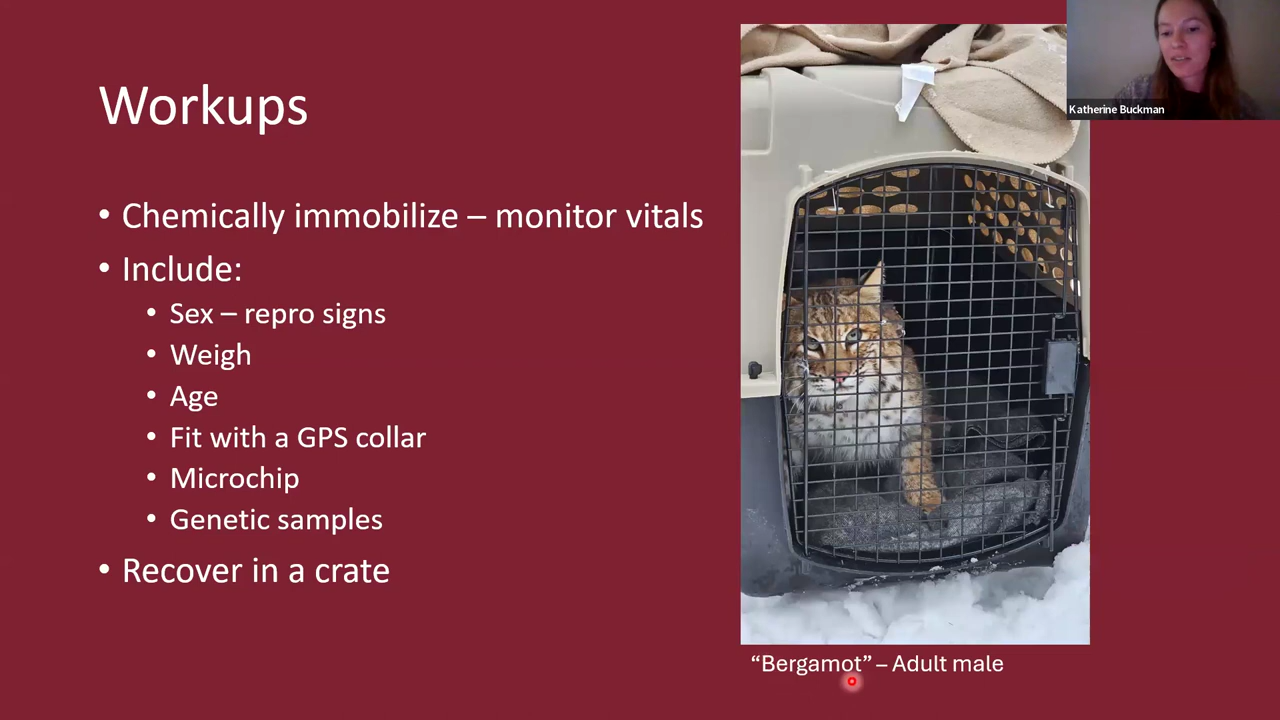 Workups
• Chemically immobilize – monitor vitals
• Include:
• Sex – repro signs
• Weigh
• Age
• Fit with a GPS collar
• Microchip
• Genetic samples
• Recover in a crate
Katherine Buckman
“Bergamot” – Adult male